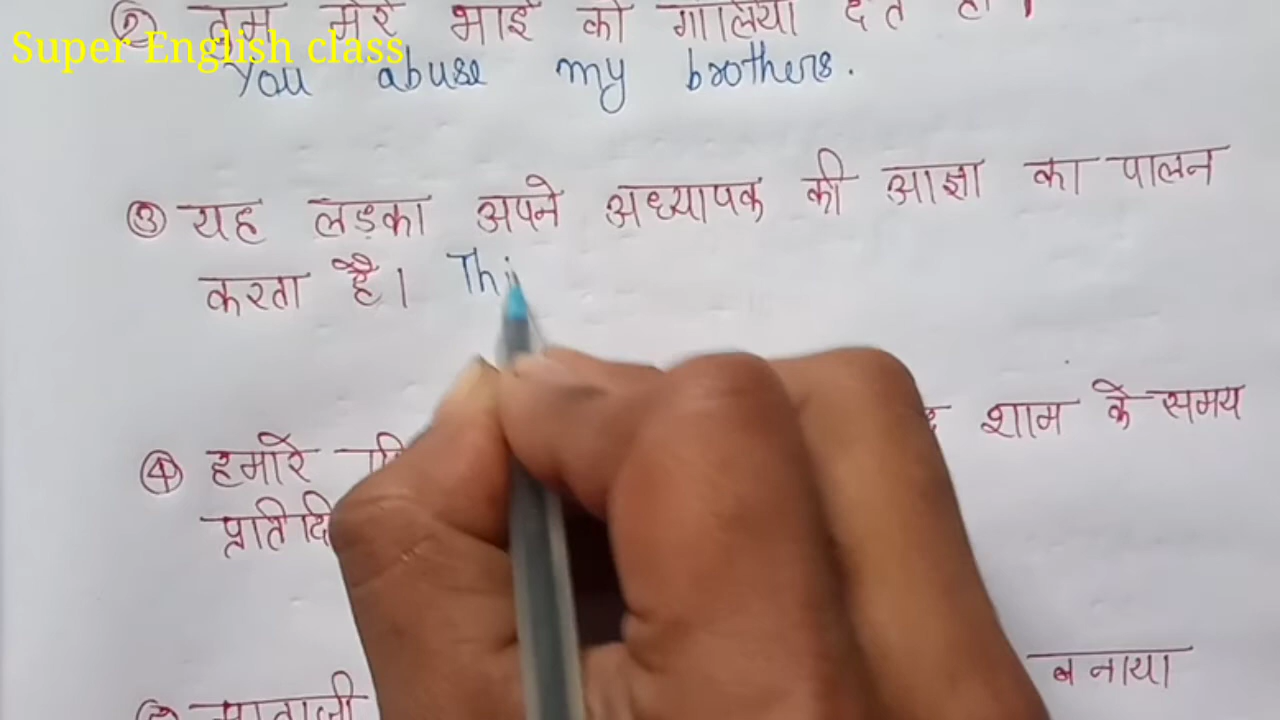 ② तुम मेरे भाई को गालियाँ देते हो।
Super English class
You abuse my brothers.
③ यह लड़का अपने अध्यापक की आज्ञा का पालन
करता है। Thi
④ हमारे शाम के समय
बनाया
माताजी